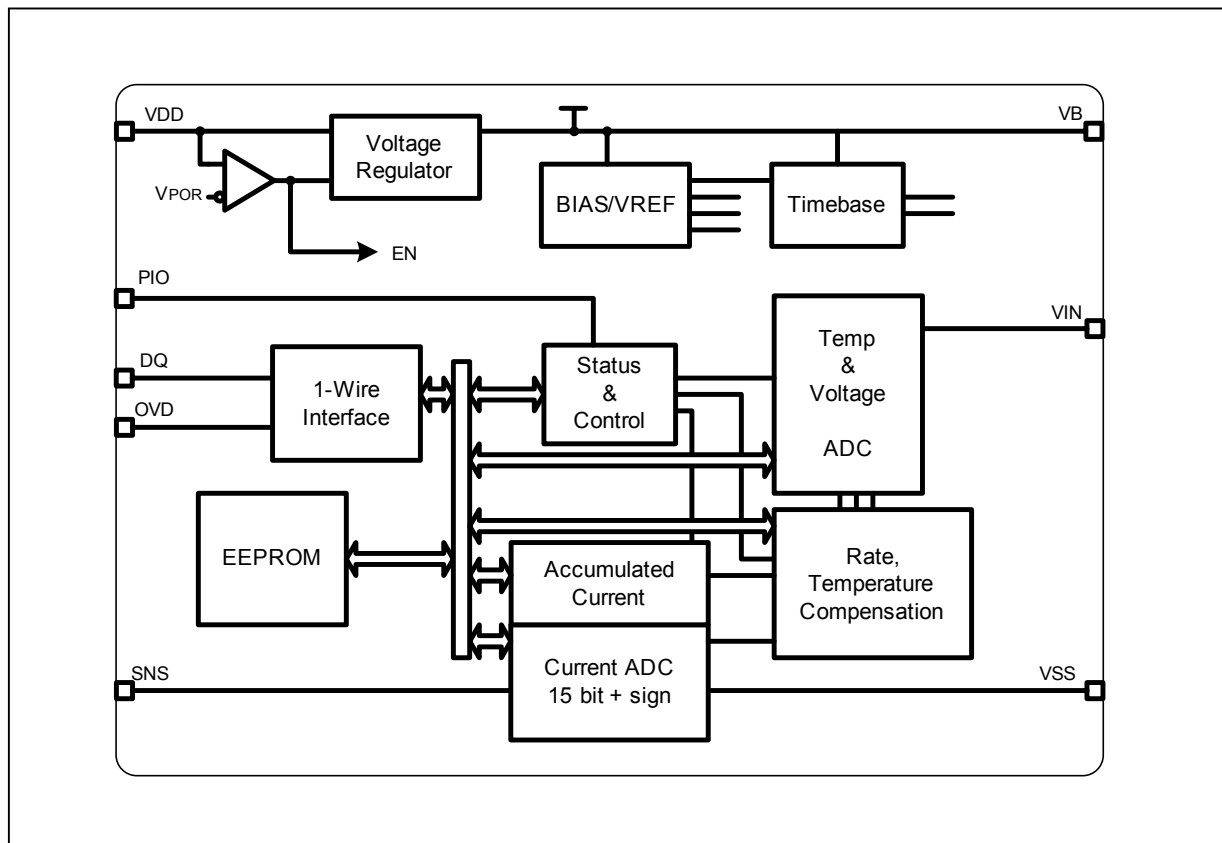 VDD
Voltage
Regulator
VB
VPOR
BIAS/VREF
Timebase
EN
PIO
VIN
DQ
1-Wire
Interface
Status
&
Control
Temp
&
Voltage
ADC
OVD
EEPROM
Accumulated
Current
Rate,
Temperature
Compensation
SNS
Current ADC
15 bit + sign
VSS